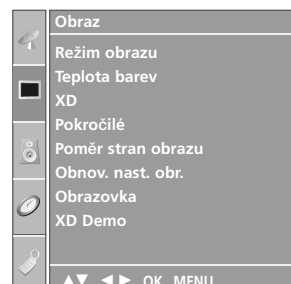 Obraz
Režim obrazu
Teplota barev
XD
Pokročilé
Poměr stran obrazu
Obnov. nast. obr.
Obrazovka
XD Demo
▲▼ ◄► OK MENU